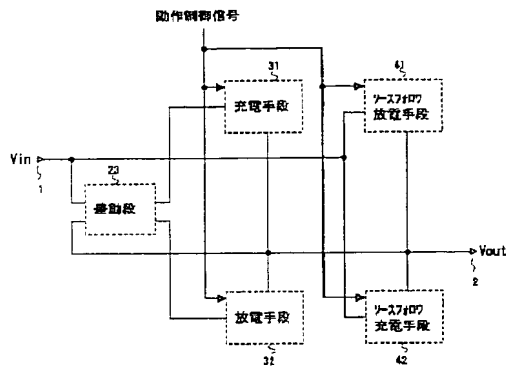 動作制御信号
31
41
充電手段
ソースフォロワ
放電手段
Vin
1
23
差動段
Vout
2
放電手段
ソースフォロワ
充電手段
32
42